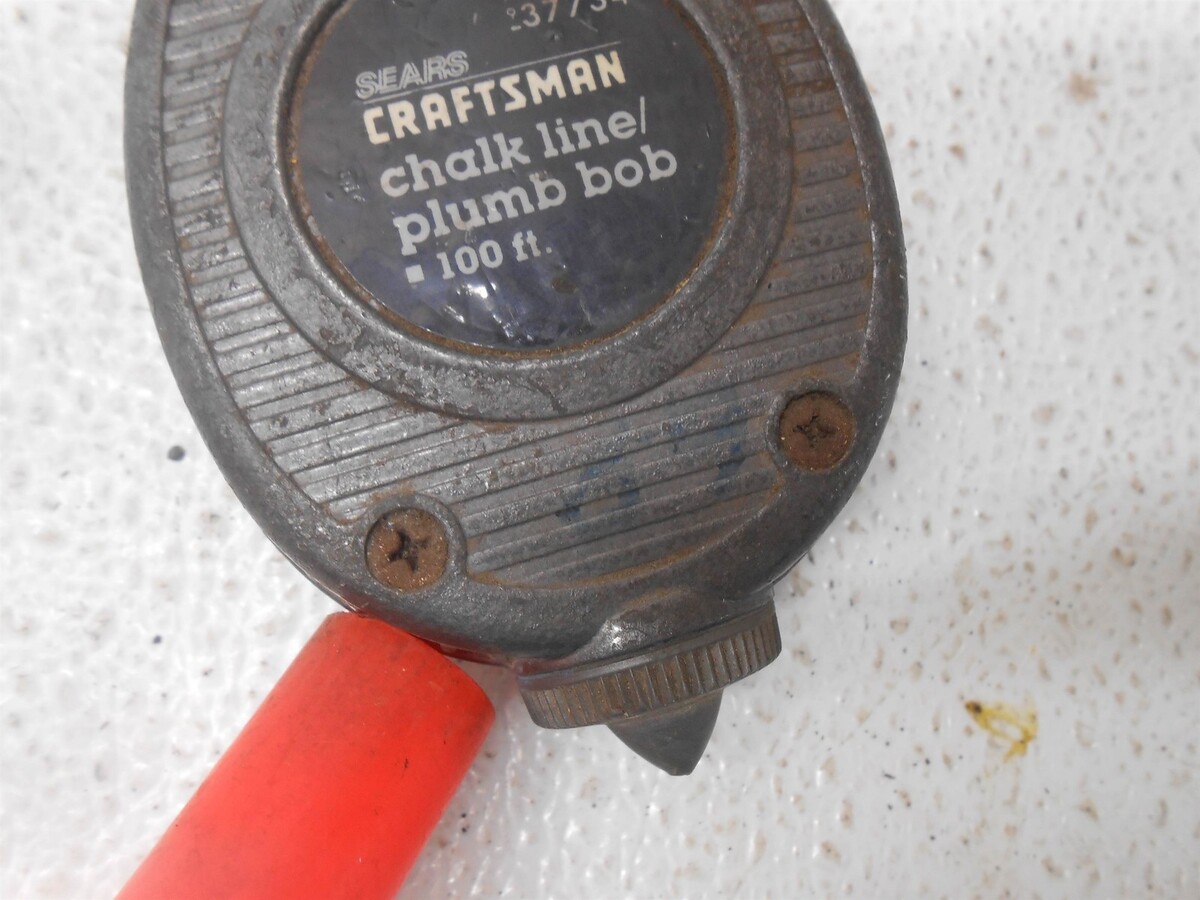 SEARS
CRAFTSMAN
chalk line/
plumb bob
▪ 100 ft.